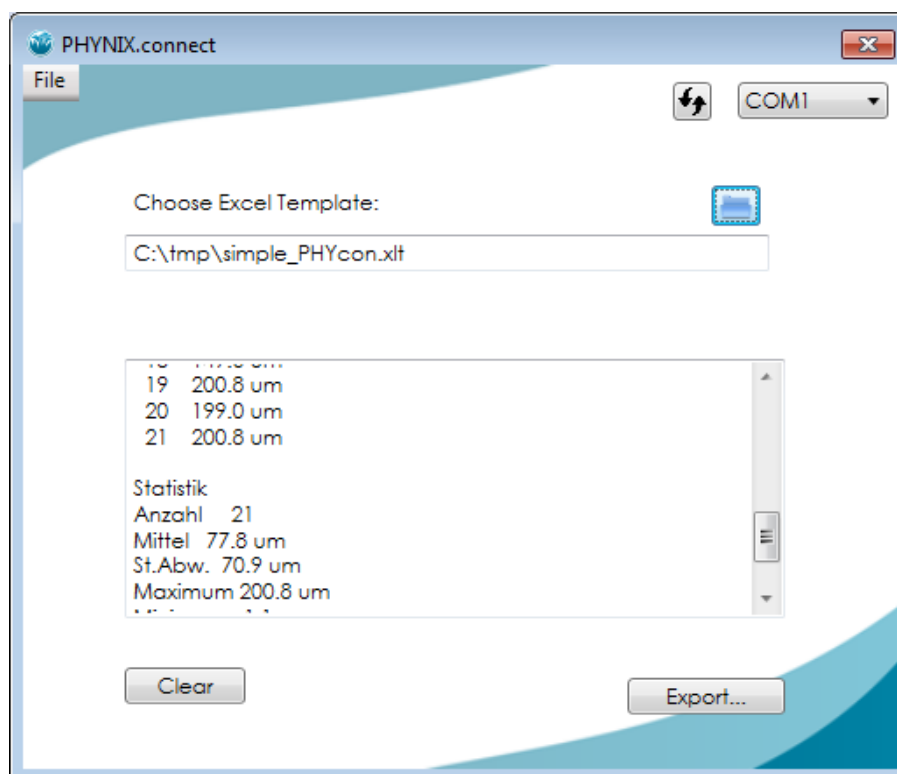 PHYNIX.connect
File
COM1
Choose Excel Template:
C:\tmp\simple_PHYcon.xlt
19 200.8 um
20 199.0 um
21 200.8 um
Statistik
Anzahl 21
Mittel 77.8 um
St.Abw. 70.9 um
Maximum 200.8 um
Clear
Export...